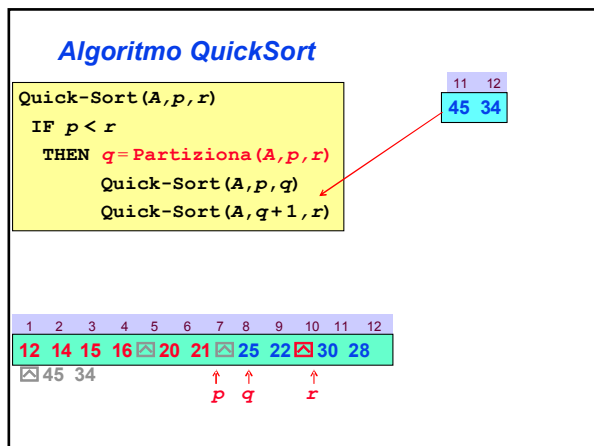 Algoritmo QuickSort
11 12
45 34
Quick-Sort(A,p,r)
IF p < r
THEN q = Partiziona(A,p,r)
Quick-Sort(A,p,q)
Quick-Sort(A,q+1,r)
1 2 3 4 5 6 7 8 9 10 11 12
12 14 15 16 20 21 25 22 30 28
45 34
p q r